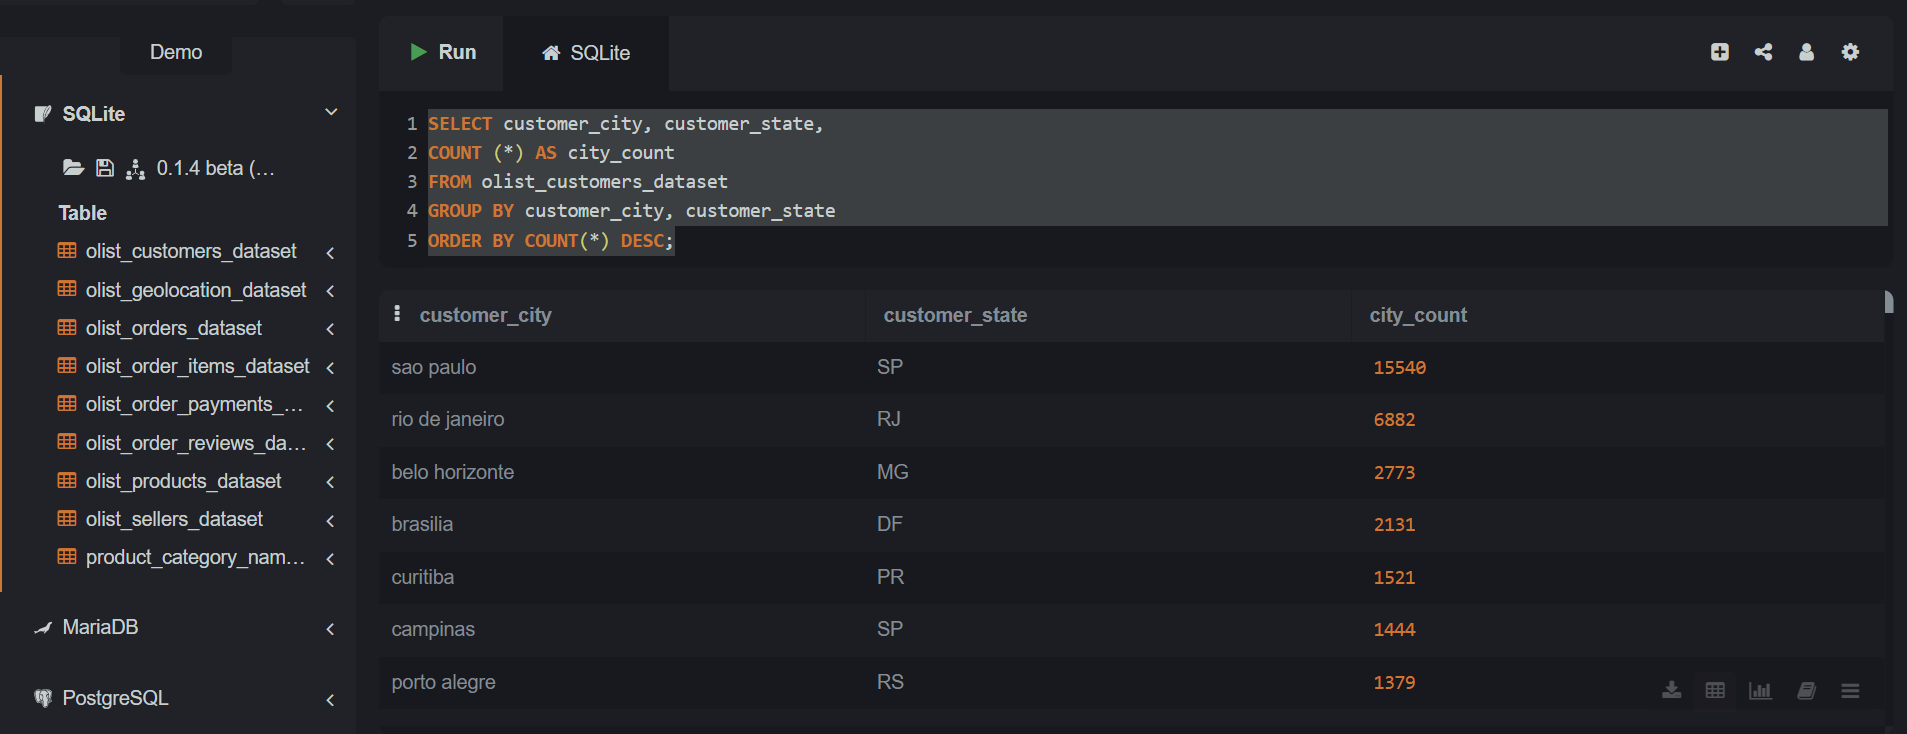 Demo
SQLite
0.1.4 beta (...
Table
olist_customers_dataset
olist_geolocation_dataset
olist_orders_dataset
olist_order_items_dataset
olist_order_payments_...
olist_order_reviews_da...
olist_products_dataset
olist_sellers_dataset
product_category_nam...
MariaDB
PostgreSQL
Run
SQLite
1 SELECT customer_city, customer_state,
2 COUNT (*) AS city_count
3 FROM olist_customers_dataset
4 GROUP BY customer_city, customer_state
5 ORDER BY COUNT(*) DESC;
customer_city customer_state city_count
sao paulo SP 15540
rio de janeiro RJ 6882
belo horizonte MG 2773
brasilia DF 2131
curitiba PR 1521
campinas SP 1444
porto alegre RS 1379